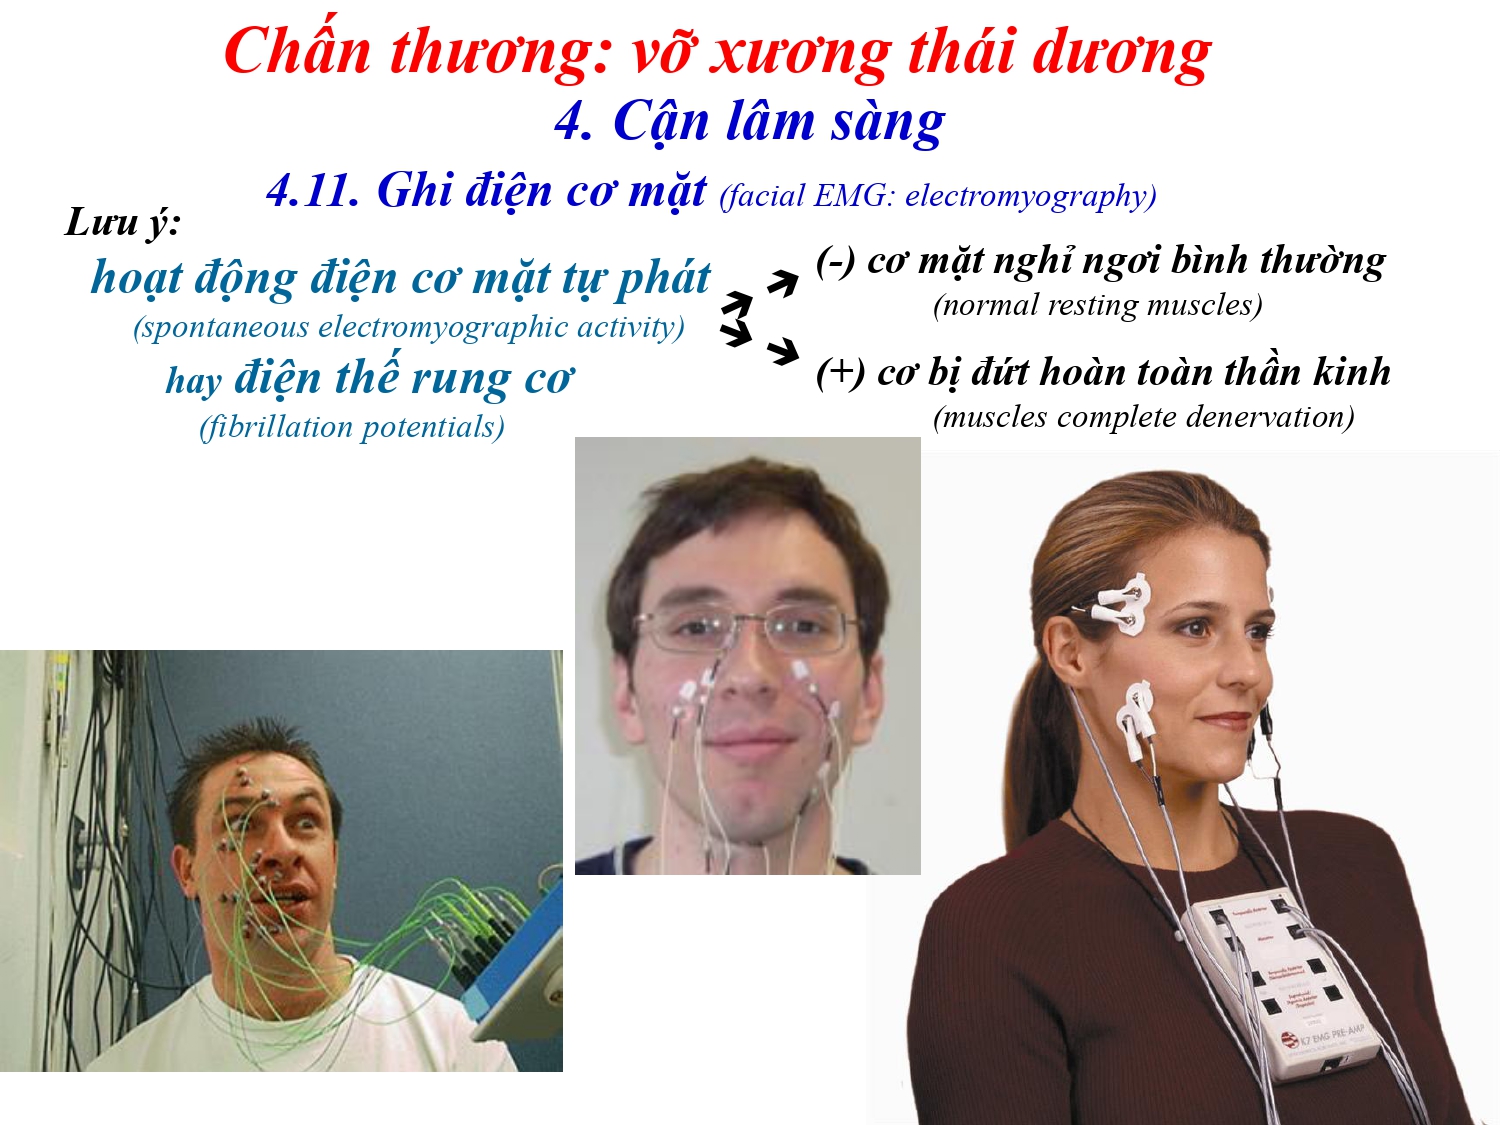 Chấn thương: vỡ xương thái dương
4. Cận lâm sàng
4.11. Ghi điện cơ mặt (facial EMG: electromyography)
Lưu ý:
hoạt động điện cơ mặt tự phát
(spontaneous electromyographic activity)
hay điện thế rung cơ
(fibrillation potentials)
(-) cơ mặt nghỉ ngơi bình thường
(normal resting muscles)
(+) cơ bị đứt hoàn toàn thần kinh
(muscles complete denervation)
K7 EMG PRE-AMP